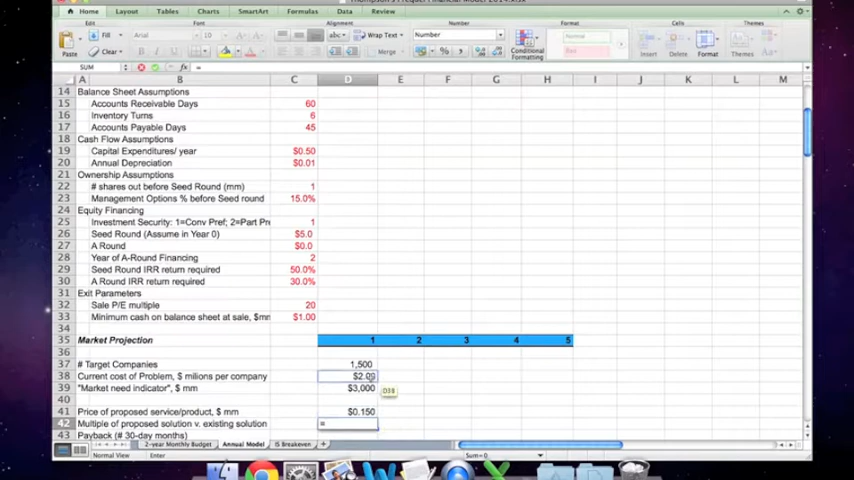 Home Layout Tables Charts SmartArt Formulas Data Review
Alignment Number Format Cells Themes
Fill Arial 10 abc Wrap Text Number Normal
Paste Clear B I U Merge % Conditional Formatting Bad Insert Delete Format Themes Aa
SUM fx =
A B C D E F G H I J K L M
14 Balance Sheet Assumptions
15 Accounts Receivable Days 60
16 Inventory Turns 6
17 Accounts Payable Days 45
18 Cash Flow Assumptions
19 Capital Expenditures/ year $0.50
20 Annual Depreciation $0.01
21 Ownership Assumptions
22 # shares out before Seed Round (mm) 1
23 Management Options % before Seed round 15.0%
24 Equity Financing
25 Investment Security: 1=Conv Pref; 2=Part Pre 1
26 Seed Round (Assume in Year 0) $5.0
27 A Round $0.0
28 Year of A-Round Financing 2
29 Seed Round IRR return required 50.0%
30 A Round IRR return required 30.0%
31 Exit Parameters
32 Sale P/E multiple 20
33 Minimum cash on balance sheet at sale, $mm $1.00
34
35 Market Projection 1 2 3 4 5
36
37 # Target Companies 1,500
38 Current cost of Problem, $ milions per company $2.00
39 "Market need indicator", $ mm $3,000
D38
41 Price of proposed service/product, $ mm $0.150
42 Multiple of proposed solution v. existing solution =
43 Payback (# 30-day months)
2-year Monthly Budget Annual Model IS Breakeven
Normal View Enter Sum=0